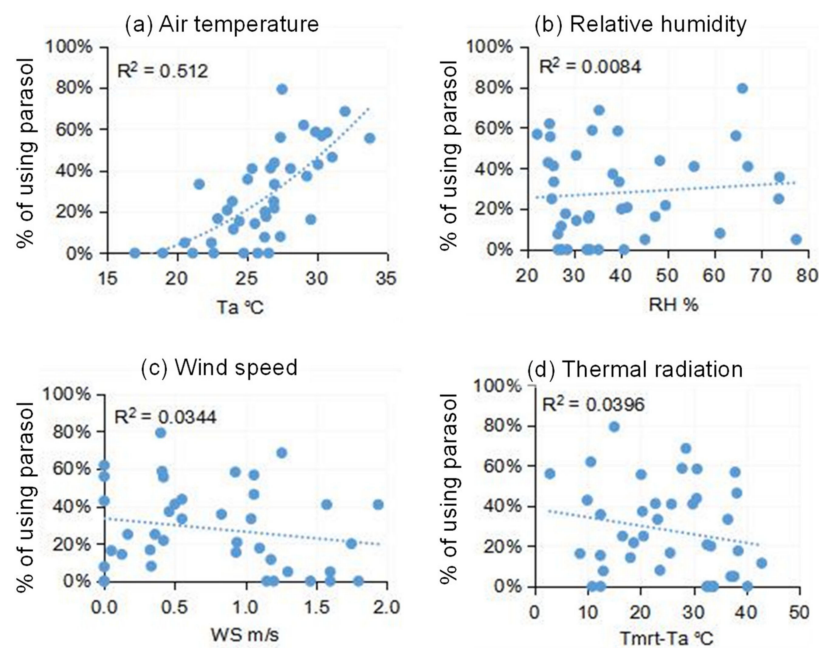 (a) Air temperature
% of using parasol
100%
80%
60%
40%
20%
0%
R² = 0.512
15 20 25 30 35
Ta ºC
(b) Relative humidity
% of using parasol
100%
80%
60%
40%
20%
0%
R² = 0.0084
20 30 40 50 60 70 80
RH %
(c) Wind speed
% of using parasol
100%
80%
60%
40%
20%
0%
R² = 0.0344
0 0.5 1.0 1.5 2.0
WS m/s
(d) Thermal radiation
% of using parasol
100%
80%
60%
40%
20%
0%
R² = 0.0396
0 10 20 30 40 50
Tmrt-Ta ºC